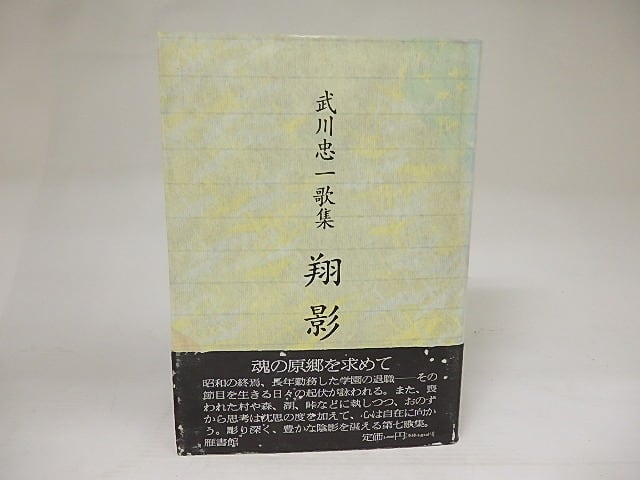 武川忠一歌集
翔影
魂の原郷を求めて
昭和の終焉、長年勤務した学園の退職――その
節目を生きる日々の起伏が詠われる。また、喪
われた村や森、湖、峠などに執しつつ、おのず
から思考は沈思の度を加えて、心は自在に向か
う。彫り深く、豊かな陰影を湛える第七歌集。
雁書館
定価
円